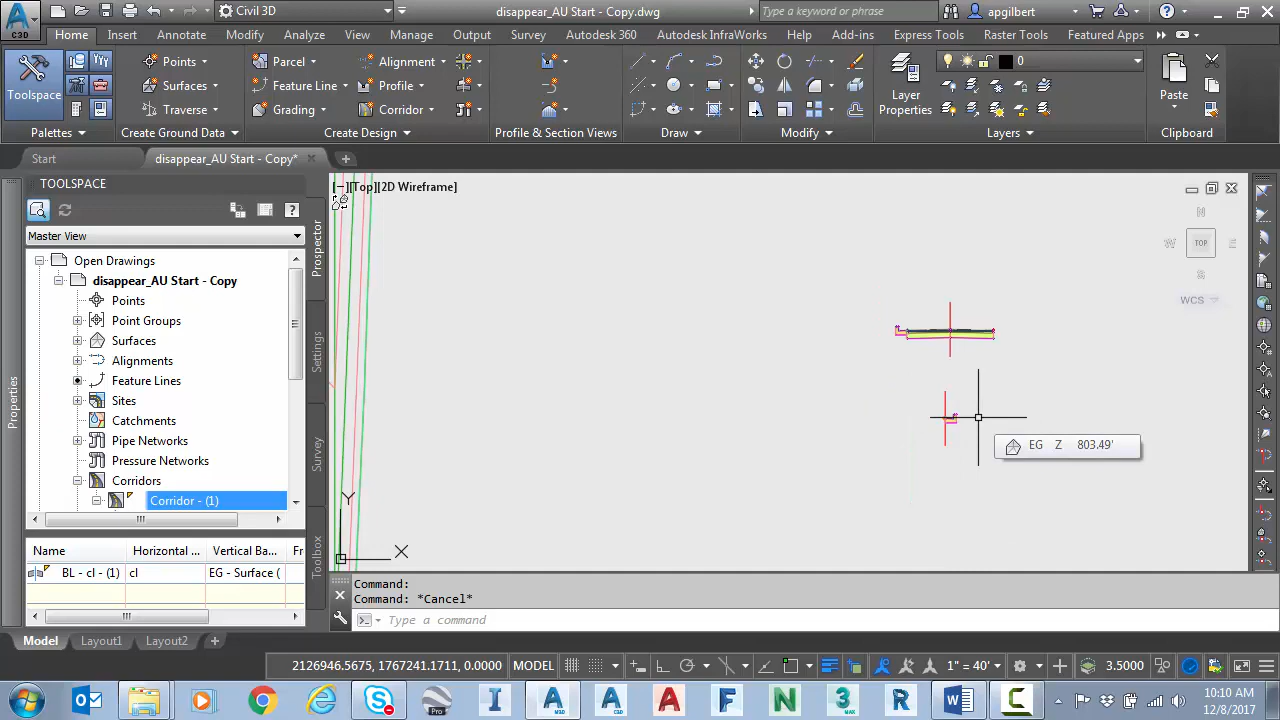 C3D
Civil 3D
disappear_AU Start - Copy.dwg
Type a keyword or phrase
apgilbert
Home Insert Annotate Modify Analyze View Manage Output Survey Autodesk 360 Autodesk InfraWorks Help Add-ins Express Tools Raster Tools Featured Apps
Toolspace
Points
Surfaces
Traverse
Parcel
Feature Line
Grading
Alignment
Profile
Corridor
Layer
Properties
0
Paste
Palettes Create Ground Data Create Design Profile & Section Views Draw Modify Layers Clipboard
Start
disappear_AU Start - Copy*
TOOLSPACE
Master View
Open Drawings
disappear_AU Start - Copy
Points
Point Groups
Surfaces
Alignments
Feature Lines
Sites
Catchments
Pipe Networks
Pressure Networks
Corridors
Corridor - (1)
Name Horizontal ... Vertical Ba... Fr
BL - cl - (1) cl EG - Surface (
Properties
Prospector
Settings
Survey
Toolbox
[−][Top][2D Wireframe]
N
W TOP E
S
WCS
EG Z 803.49'
Y
X
Command:
Command: *Cancel*
Type a command
Model Layout1 Layout2
2126946.5675, 1767241.1711, 0.0000 MODEL 1" = 40' 3.5000
10:10 AM
12/8/2017